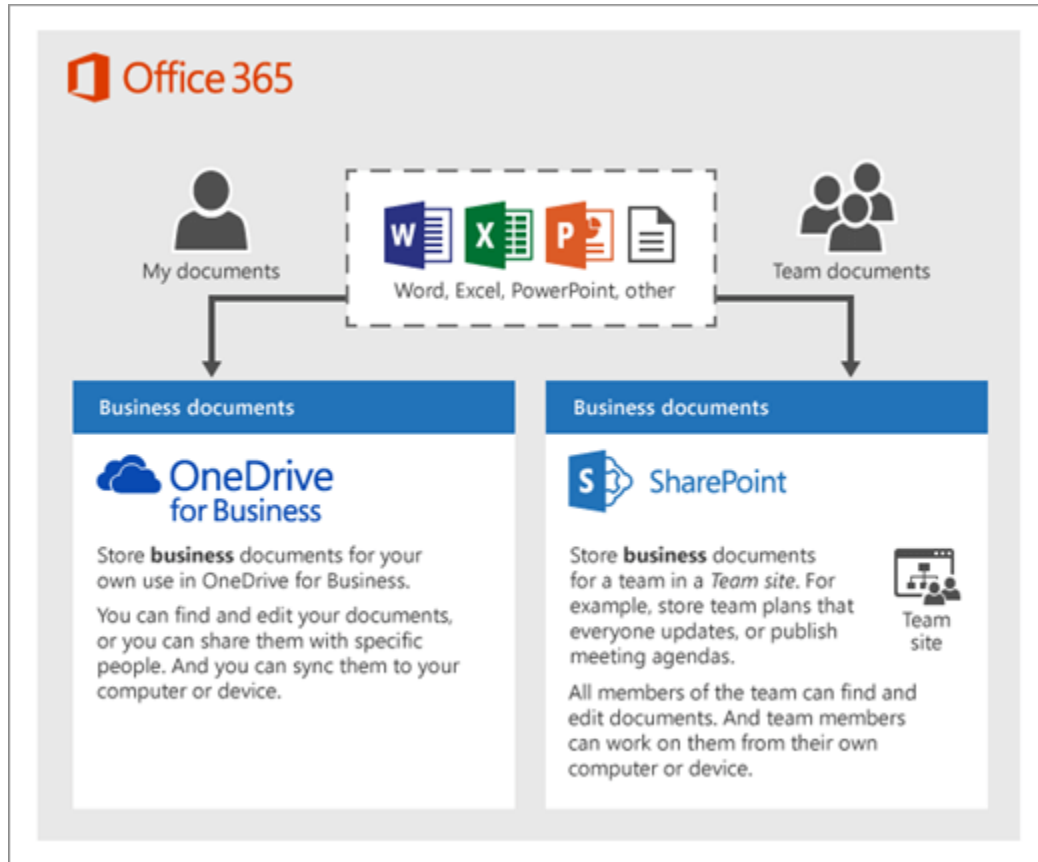 Office 365
My documents
W X P
Word, Excel, PowerPoint, other
Team documents
Business documents
OneDrive
for Business
Store business documents for your
own use in OneDrive for Business.
You can find and edit your documents,
or you can share them with specific
people. And you can sync them to your
computer or device.
Business documents
S SharePoint
Store business documents
for a team in a Team site. For
example, store team plans that
everyone updates, or publish
meeting agendas.
Team
site
All members of the team can find and
edit documents. And team members
can work on them from their own
computer or device.